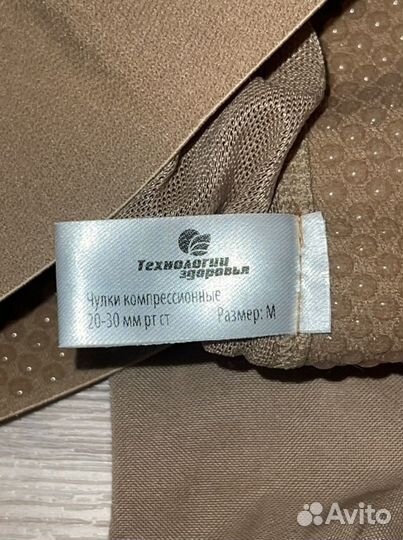 Технологии
здоровья
Чулки компрессионные
20-30 мм рт ст Размер: М
Avito